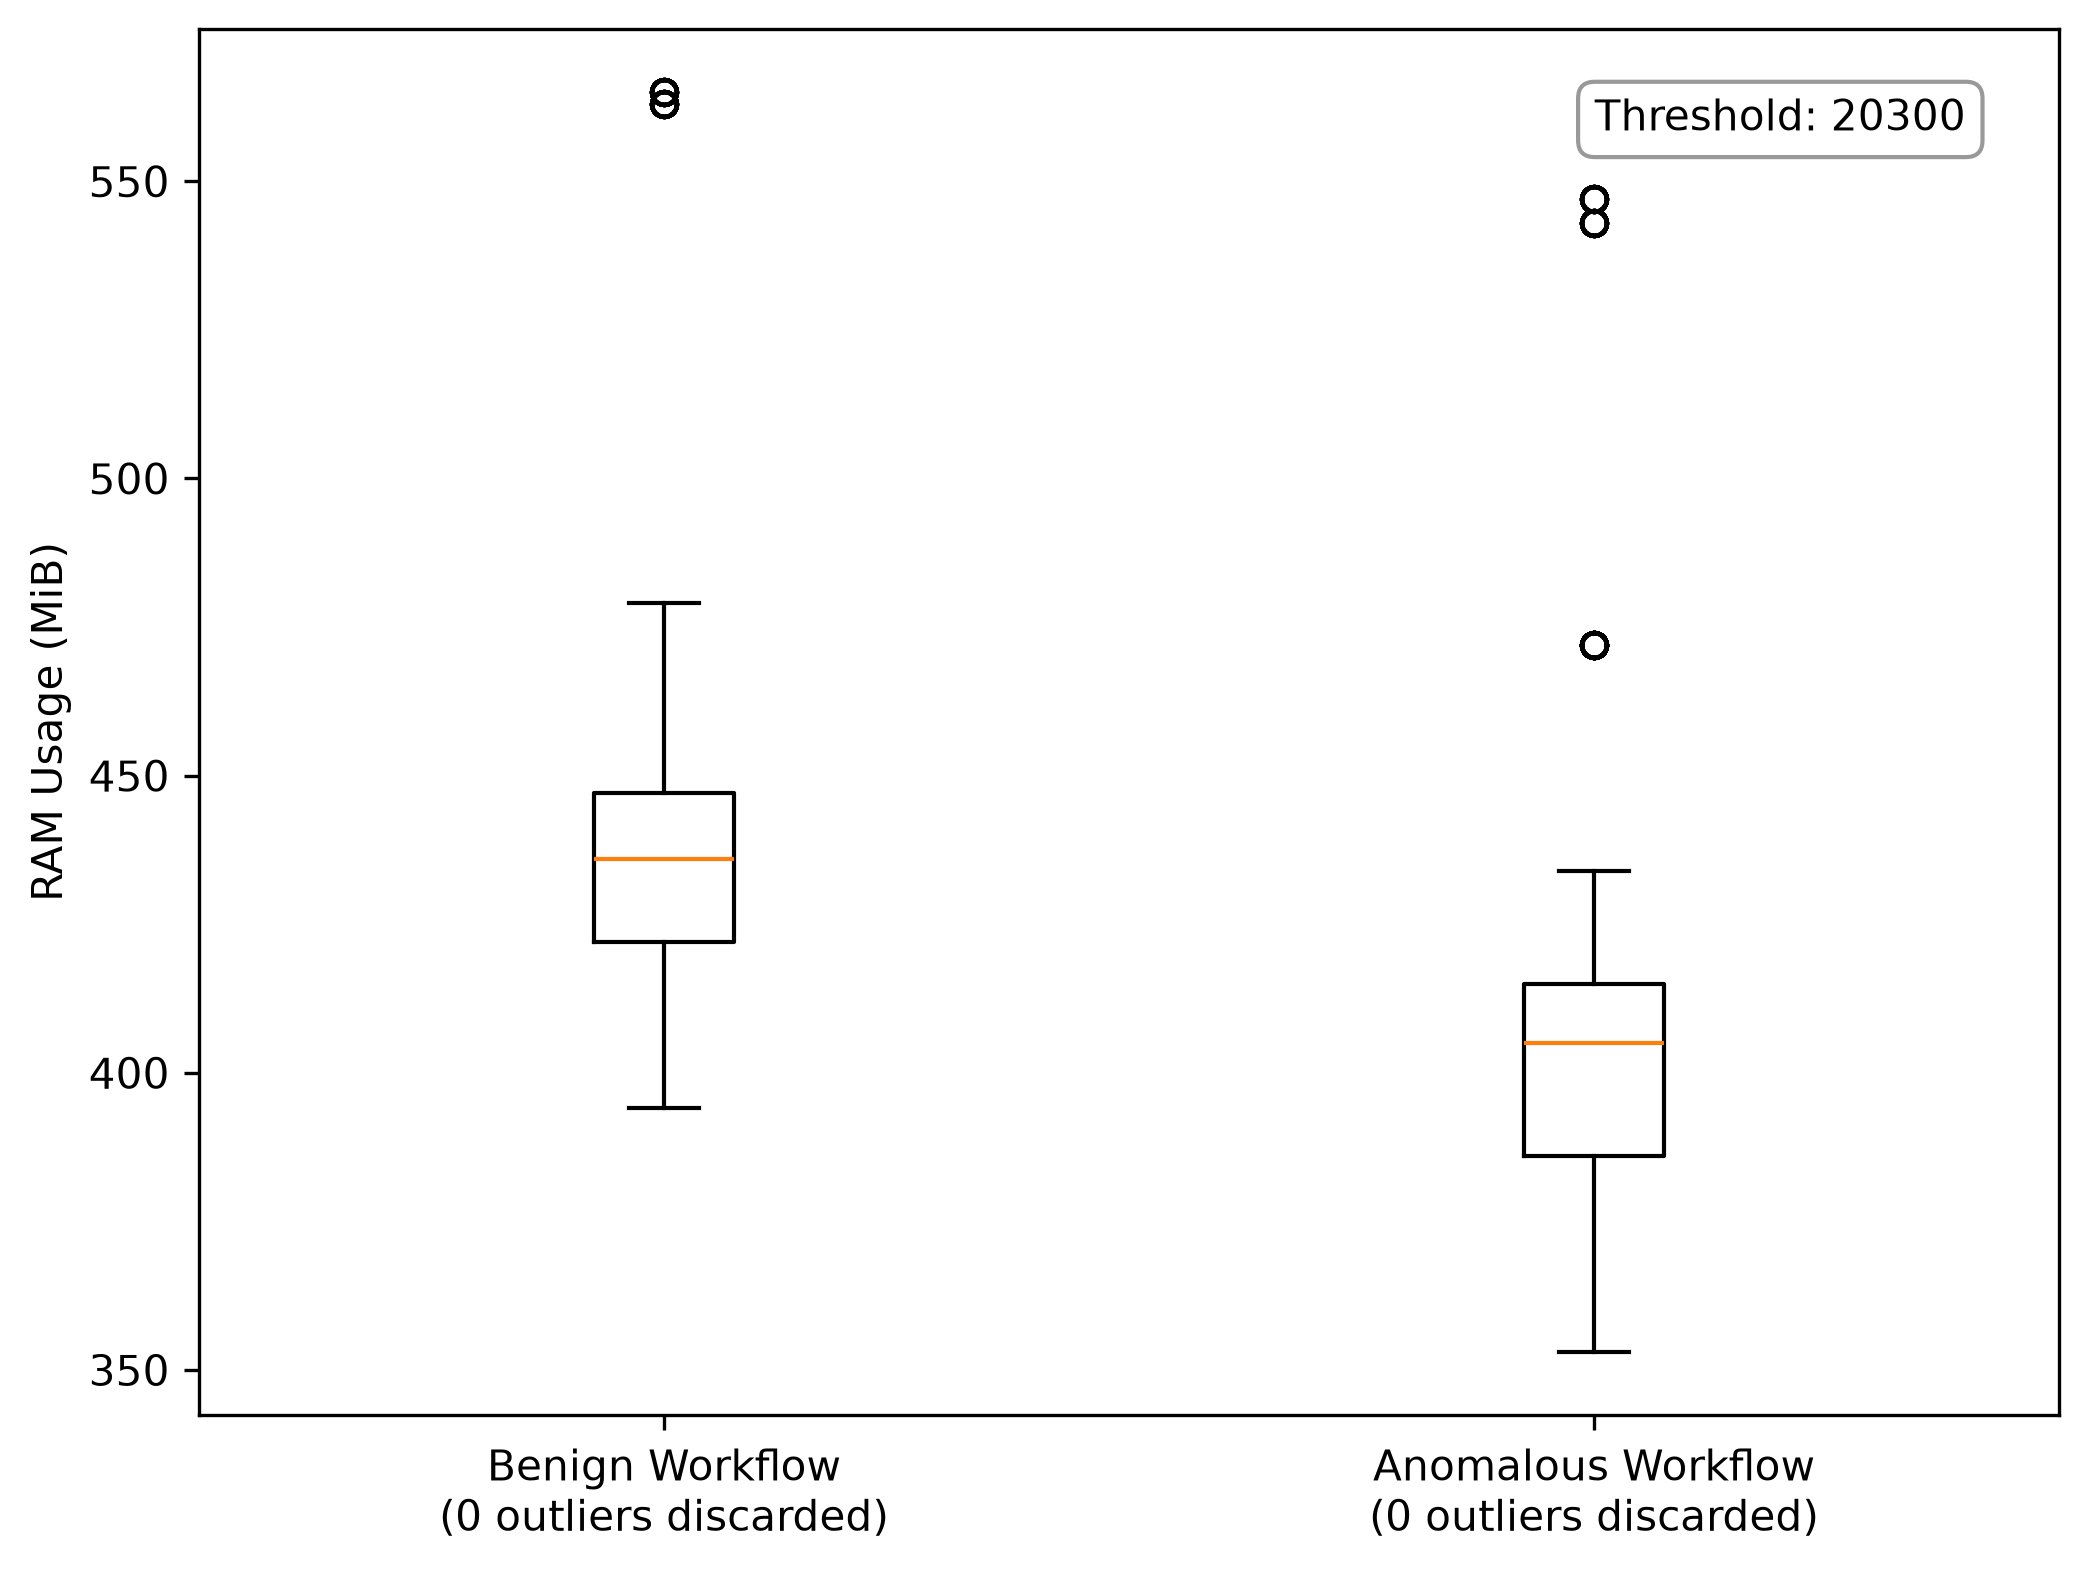 Threshold: 20300
550
500
450
400
350
RAM Usage (MiB)
Benign Workflow
(0 outliers discarded)
Anomalous Workflow
(0 outliers discarded)